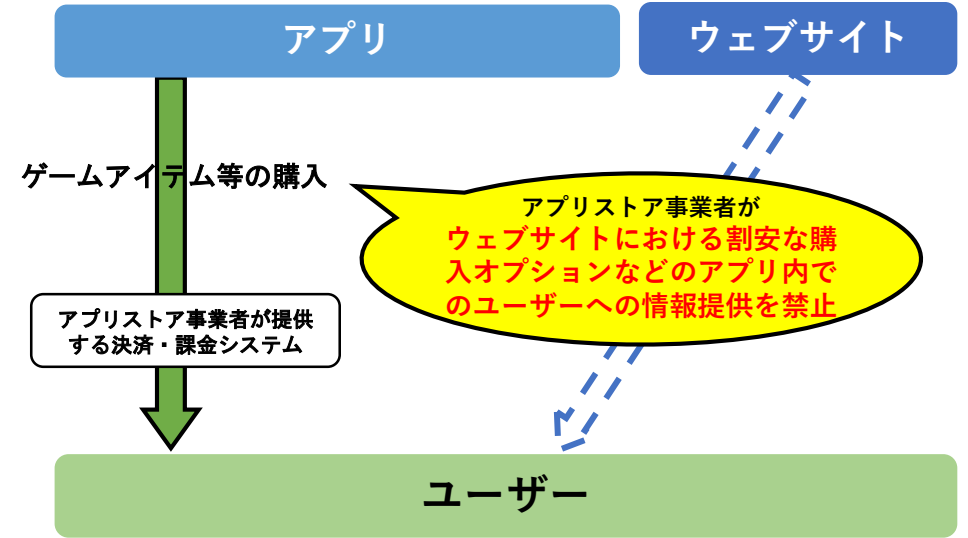 アプリ
ウェブサイト
ゲームアイテム等の購入
アプリストア事業者が
ウェブサイトにおける割安な購
入オプションなどのアプリ内で
のユーザーへの情報提供を禁止
アプリストア事業者が提供
する決済・課金システム
ユーザー